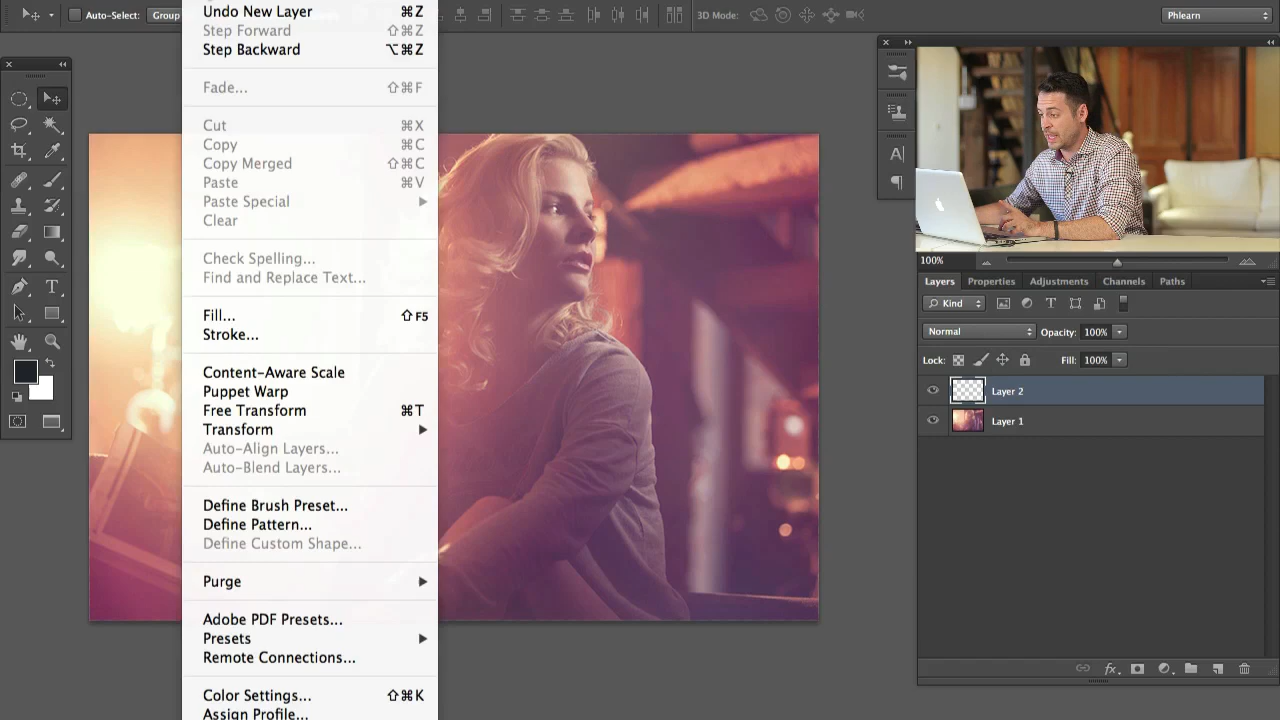 Auto-Select:
Group
3D Mode:
Phlearn
Undo New Layer ⌘Z
Step Forward ⇧⌘Z
Step Backward ⌥⌘Z
Fade... ⇧⌘F
Cut ⌘X
Copy ⌘C
Copy Merged ⇧⌘C
Paste ⌘V
Paste Special
Clear
Check Spelling...
Find and Replace Text...
Fill... ⇧F5
Stroke...
Content-Aware Scale
Puppet Warp
Free Transform ⌘T
Transform
Auto-Align Layers...
Auto-Blend Layers...
Define Brush Preset...
Define Pattern...
Define Custom Shape...
Purge
Adobe PDF Presets...
Presets
Remote Connections...
Color Settings... ⇧⌘K
Assign Profile...
100%
Layers Properties Adjustments Channels Paths
Kind
Normal Opacity: 100%
Lock: Fill: 100%
Layer 2
Layer 1